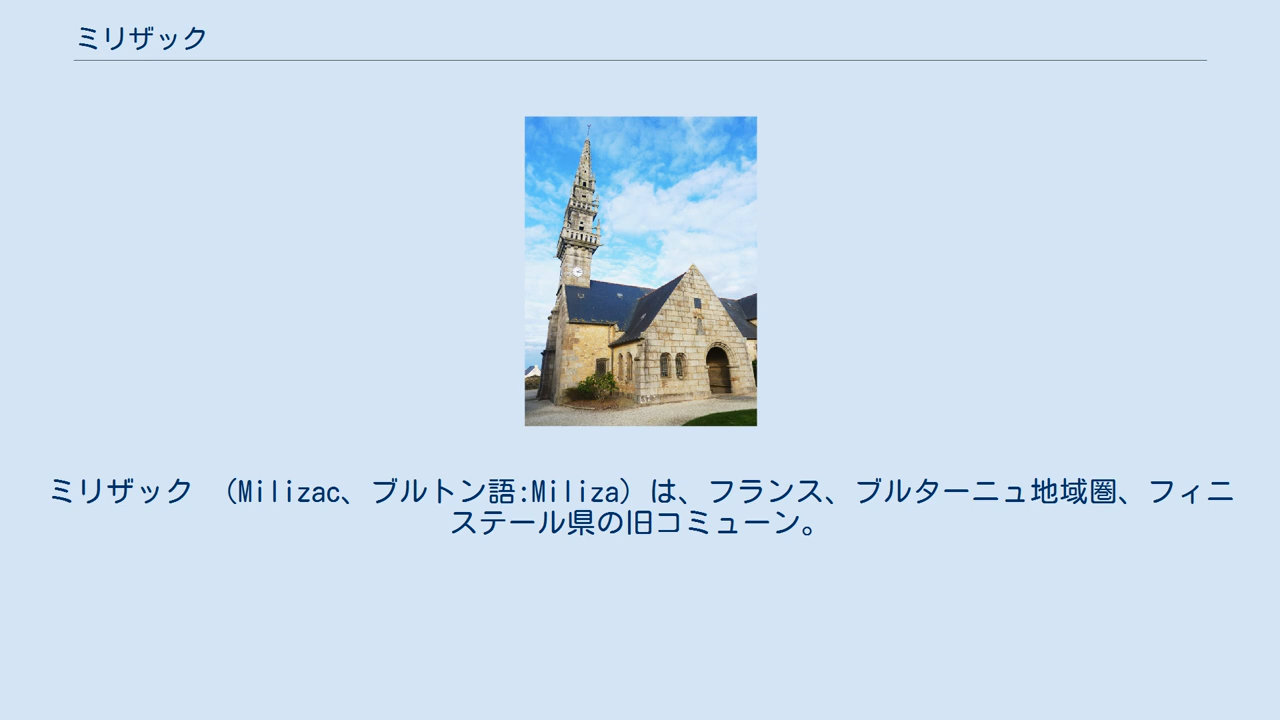 ミリザック
ミリザック　（Milizac、ブルトン語:Miliza）は、フランス、ブルターニュ地域圏、フィニ
ステール県の旧コミューン。